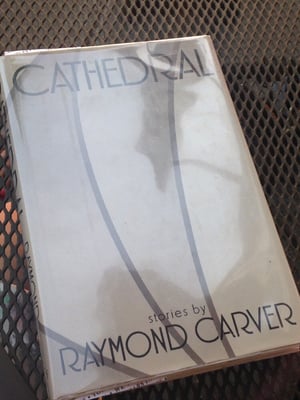 CATHEDRAL
stories by
RAYMOND CARVER